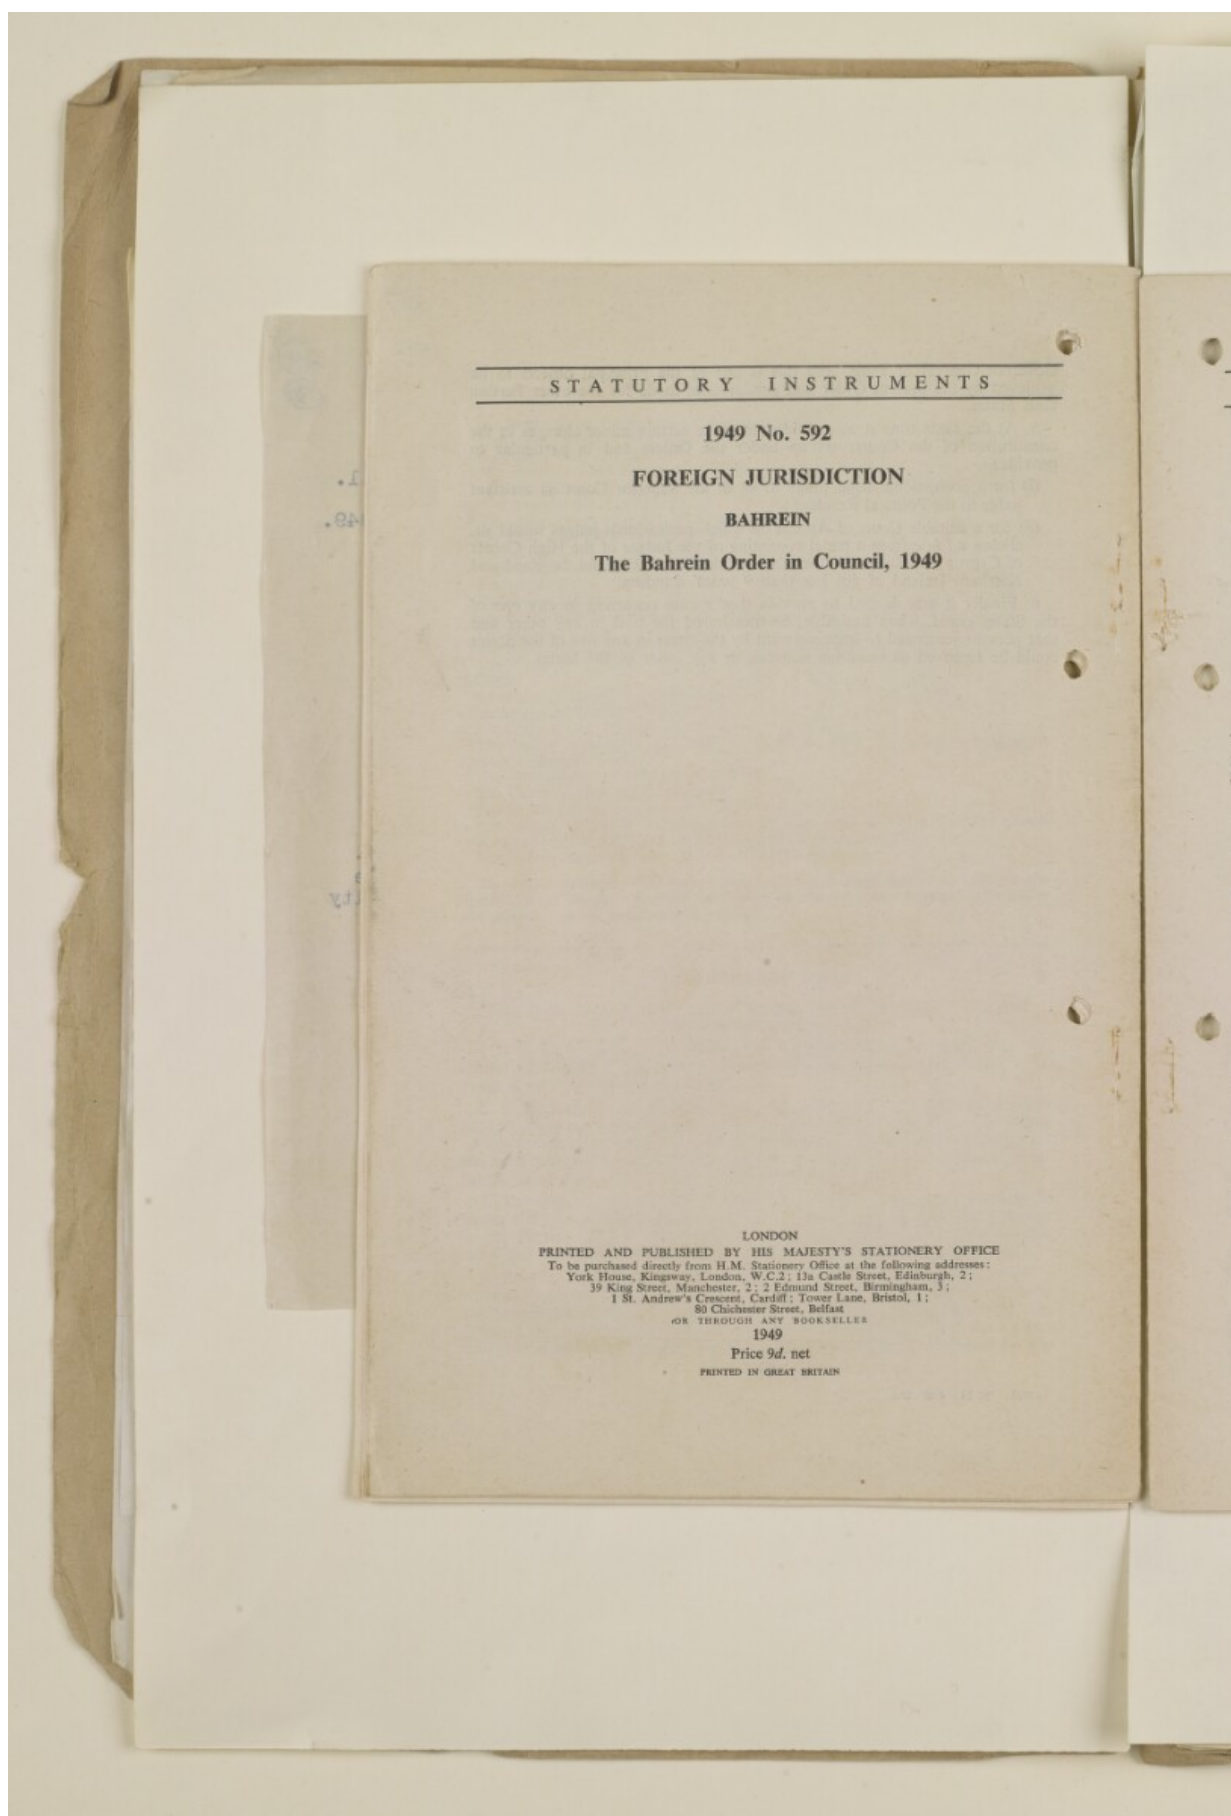 STATUTORY INSTRUMENTS
1949 No. 592
FOREIGN JURISDICTION
BAHREIN
The Bahrein Order in Council, 1949
LONDON
PRINTED AND PUBLISHED BY HIS MAJESTY'S STATIONERY OFFICE
To be purchased directly from H.M. Stationery Office at the following addresses:
York House, Kingsway, London, W.C.2; 13a Castle Street, Edinburgh, 2;
39 King Street, Manchester, 2; 2 Edmund Street, Birmingham, 3;
1 St. Andrew's Crescent, Cardiff; Tower Lane, Bristol, 1;
80 Chichester Street, Belfast
OR THROUGH ANY BOOKSELLER
1949
Price 9d. net
PRINTED IN GREAT BRITAIN